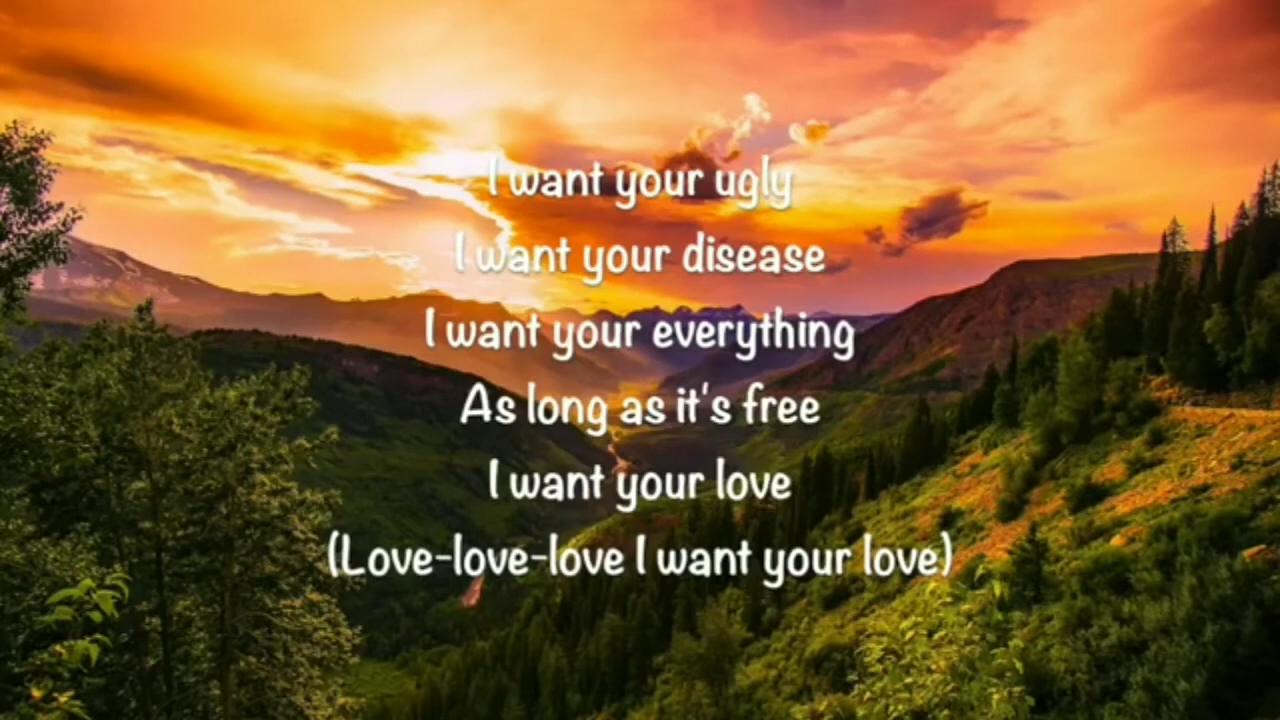 I want your ugly
I want your disease
I want your everything
As long as it's free
I want your love
(Love-love-love I want your love)